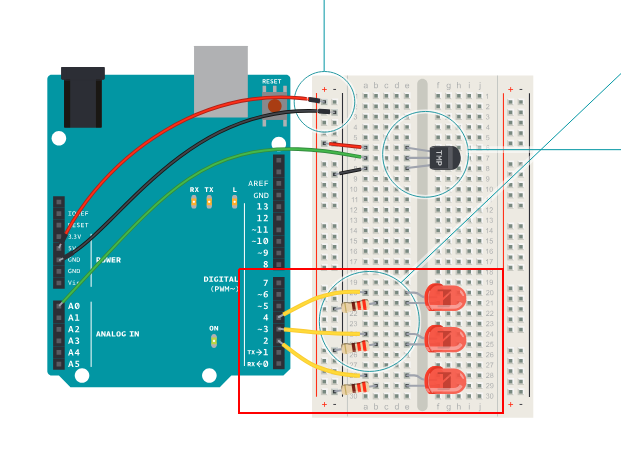 RESET
+ -
a b c d e
f g h i j
+ -
AREF
GND
RX TX L
13
12
~11
~10
~9
8
IOREF
RESET
3.3V
5V
GND
GND
Vin
POWER
DIGITAL
(PWM~)
7
~6
~5
4
~3
2
TX→1
RX←0
A0
A1
A2
A3
A4
A5
ANALOG IN
ON
TMP
+ -
a b c d e
f g h i j
+ -